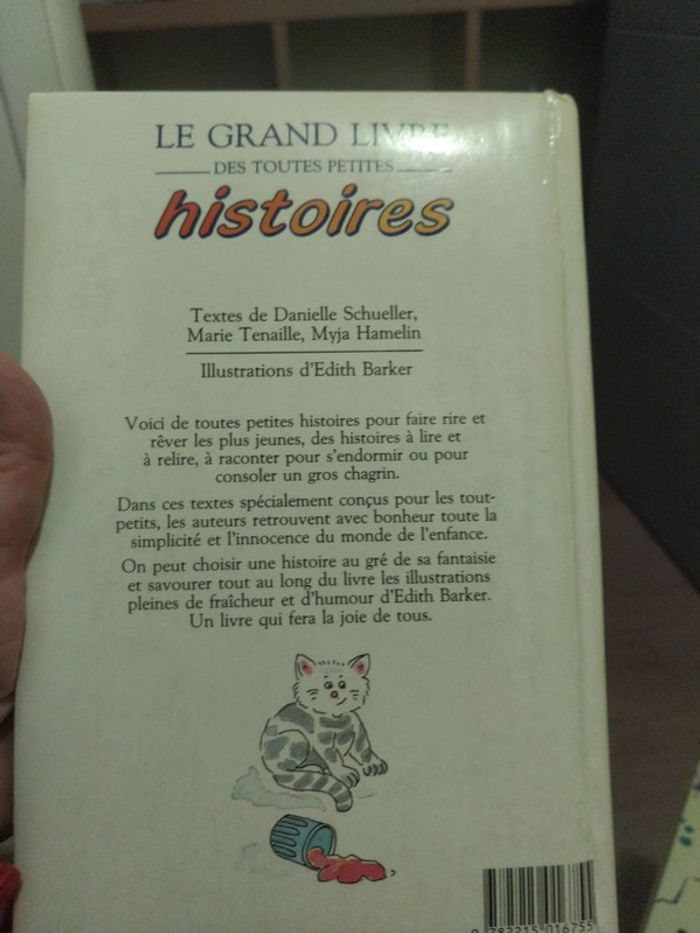 LE GRAND LIVRE
DES TOUTES PETITES
histoires
Textes de Danielle Schueller,
Marie Tenaille, Myja Hamelin
Illustrations d'Edith Barker
Voici de toutes petites histoires pour faire rire et
rêver les plus jeunes, des histoires à lire et
à relire, à raconter pour s'endormir ou pour
consoler un gros chagrin.
Dans ces textes spécialement conçus pour les tout-
petits, les auteurs retrouvent avec bonheur toute la
simplicité et l'innocence du monde de l'enfance.
On peut choisir une histoire au gré de sa fantaisie
et savourer tout au long du livre les illustrations
pleines de fraîcheur et d'humour d'Edith Barker.
Un livre qui fera la joie de tous.
9 782215 016755